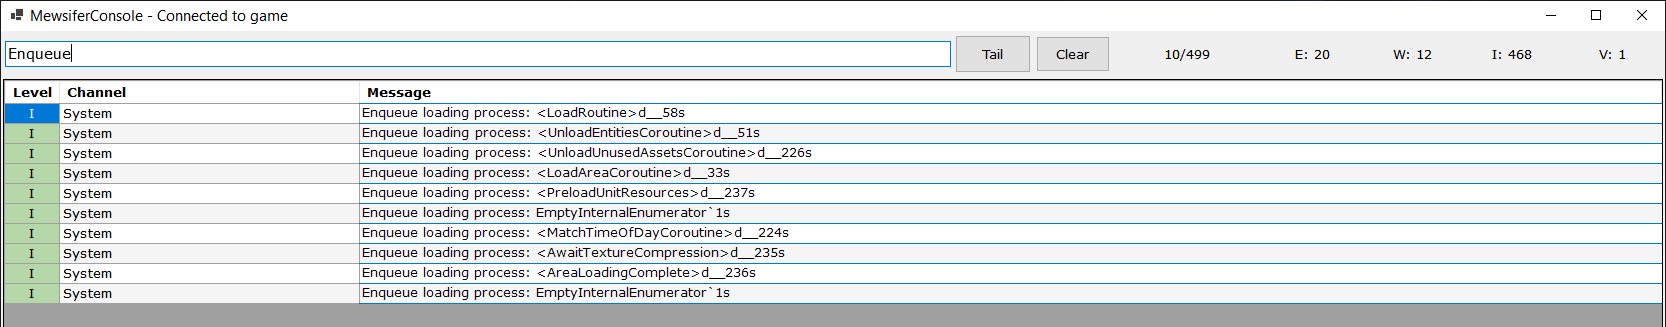 MewsiferConsole - Connected to game
Enqueue Tail Clear 10/499 E: 20 W: 12 I: 468 V: 1
Level Channel Message
I System Enqueue loading process: <LoadRoutine>d__58s
I System Enqueue loading process: <UnloadEntitiesCoroutine>d__51s
I System Enqueue loading process: <UnloadUnusedAssetsCoroutine>d__226s
I System Enqueue loading process: <LoadAreaCoroutine>d__33s
I System Enqueue loading process: <PreloadUnitResources>d__237s
I System Enqueue loading process: EmptyInternalEnumerator`1s
I System Enqueue loading process: <MatchTimeOfDayCoroutine>d__224s
I System Enqueue loading process: <AwaitTextureCompression>d__235s
I System Enqueue loading process: <AreaLoadingComplete>d__236s
I System Enqueue loading process: EmptyInternalEnumerator`1s